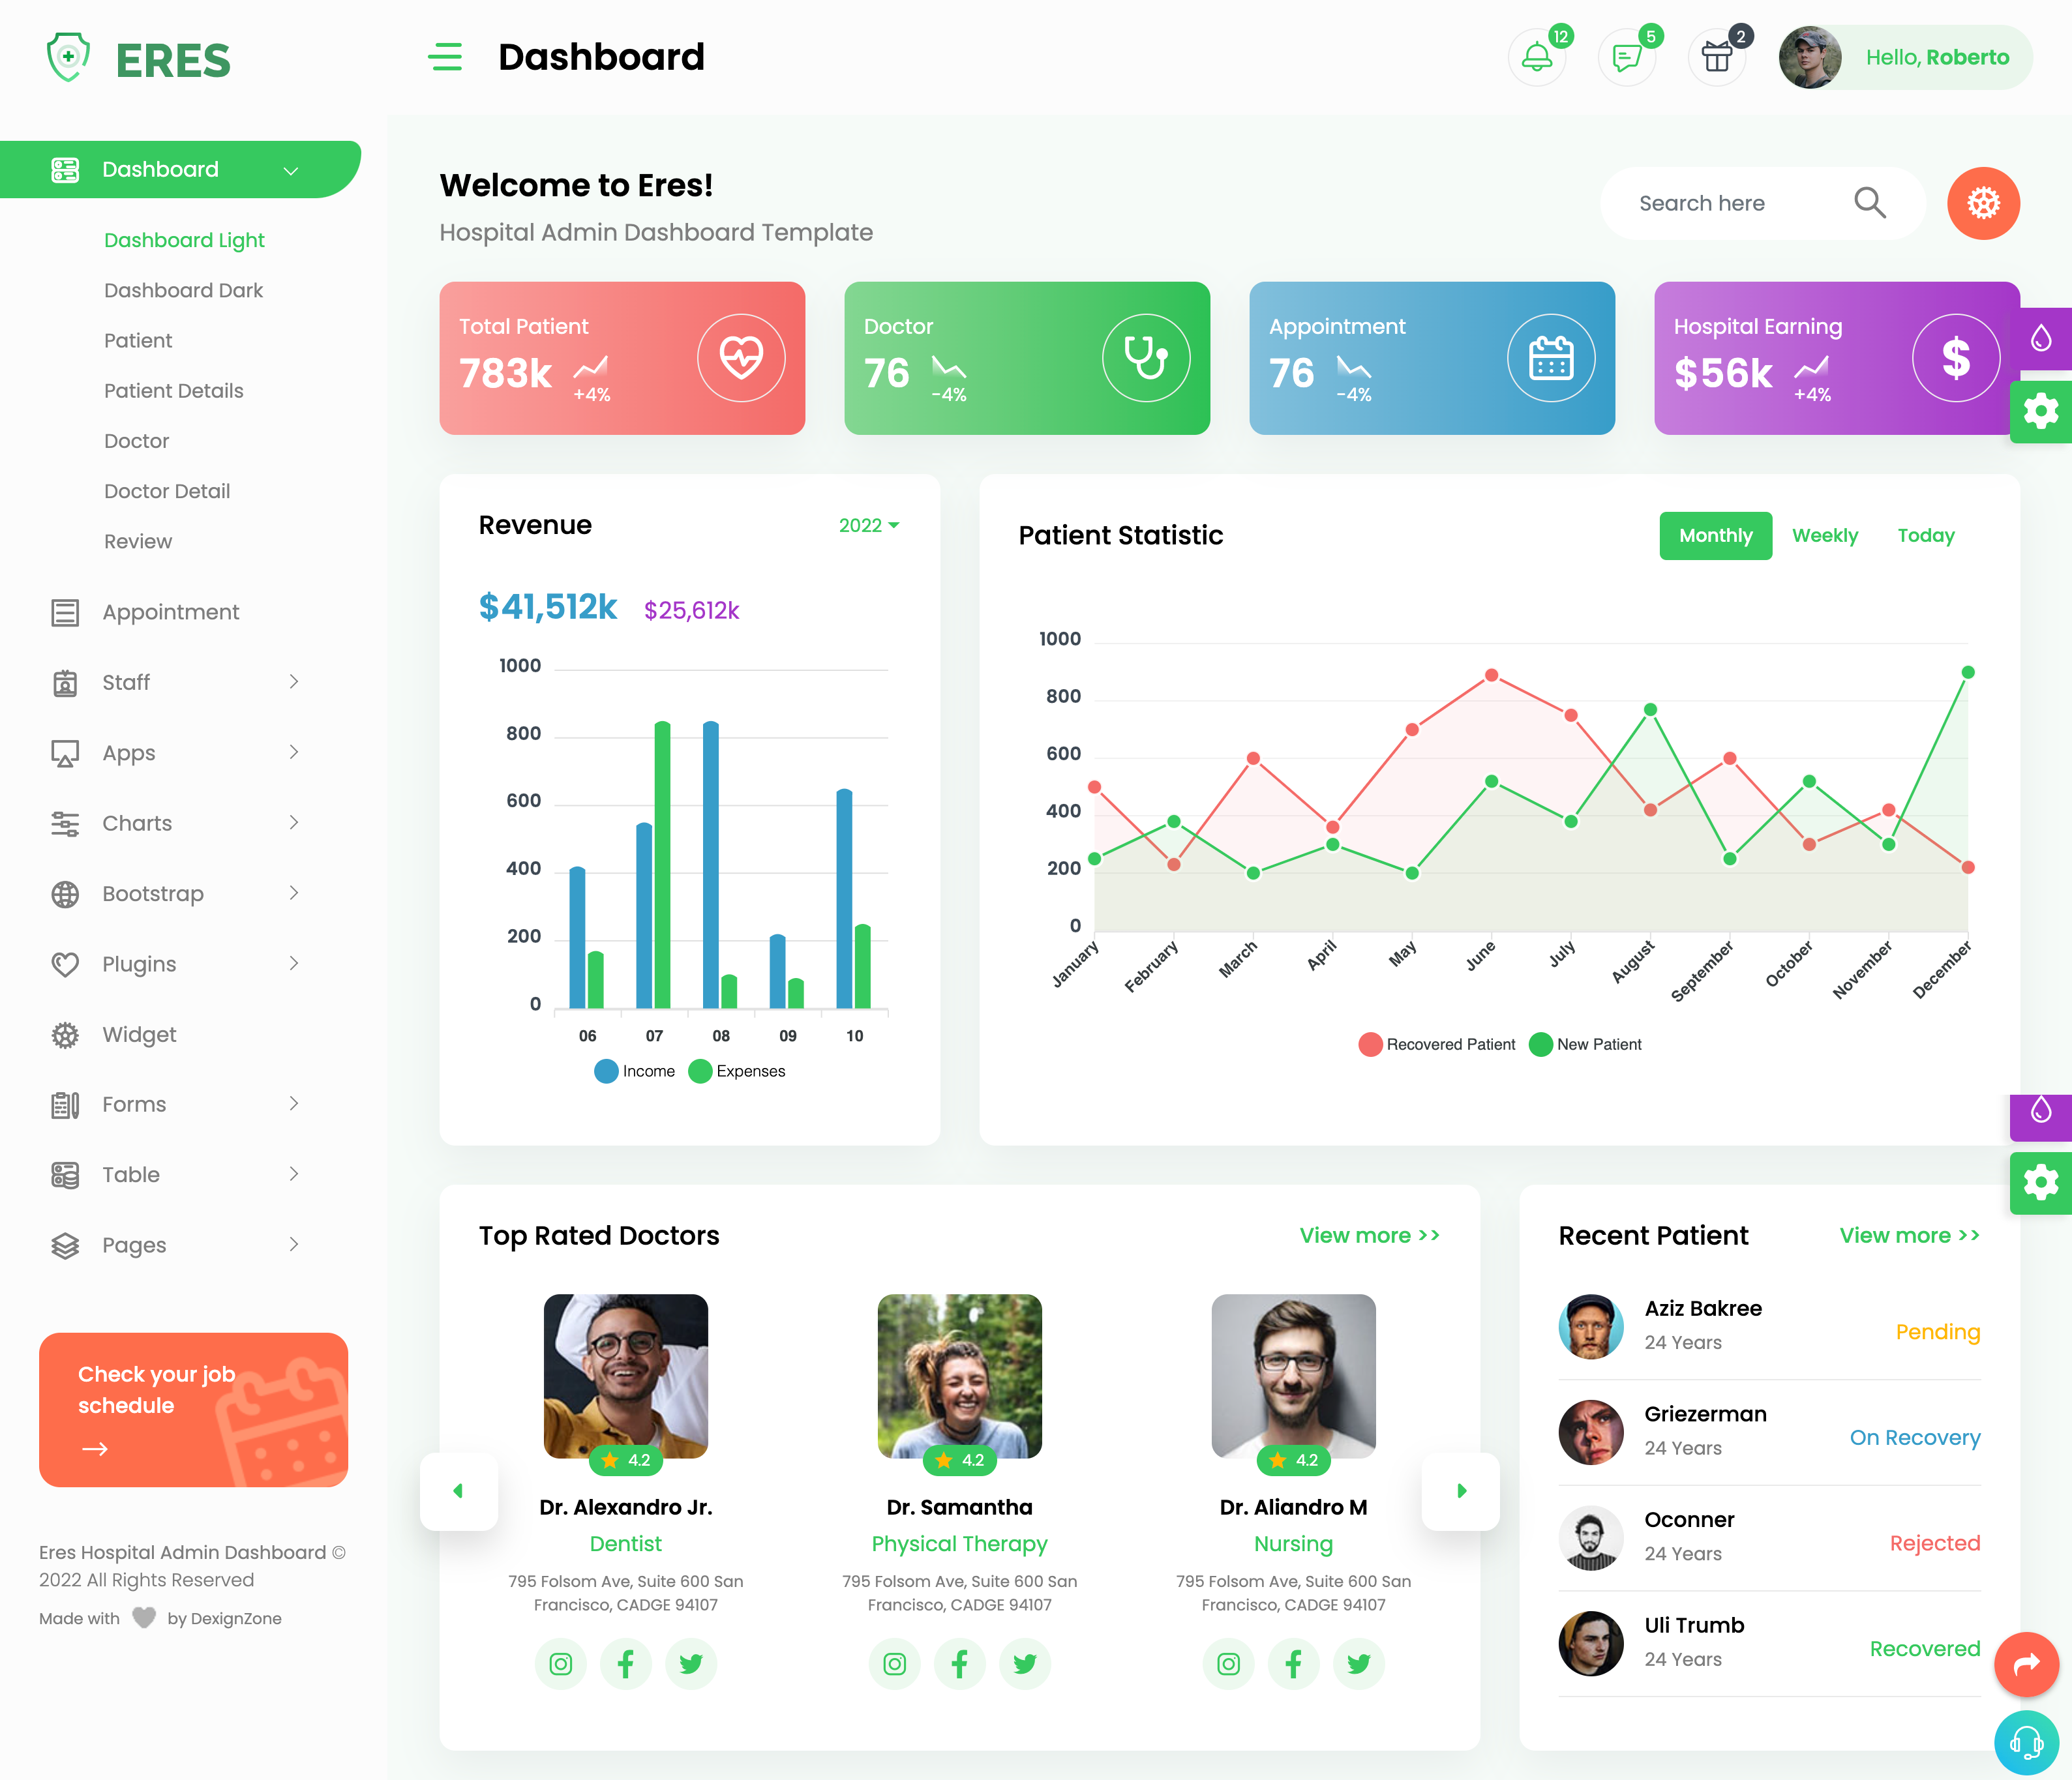 ERES
Dashboard
12
5
2
Hello, Roberto
Dashboard
Dashboard Light
Dashboard Dark
Patient
Patient Details
Doctor
Doctor Detail
Review
Appointment
Staff
Apps
Charts
Bootstrap
Plugins
Widget
Forms
Table
Pages
Check your job
schedule
Eres Hospital Admin Dashboard ©
2022 All Rights Reserved
Made with by DexignZone
Welcome to Eres!
Hospital Admin Dashboard Template
Search here
Total Patient
783k
+4%
Doctor
76
-4%
Appointment
76
-4%
Hospital Earning
$56k
+4%
Revenue
2022
$41,512k $25,612k
1000
800
600
400
200
0
06 07 08 09 10
Income Expenses
Patient Statistic
Monthly Weekly Today
1000
800
600
400
200
0
January February March April May June July August September October November December
Recovered Patient New Patient
Top Rated Doctors
View more >>
4.2
Dr. Alexandro Jr.
Dentist
795 Folsom Ave, Suite 600 San
Francisco, CADGE 94107
4.2
Dr. Samantha
Physical Therapy
795 Folsom Ave, Suite 600 San
Francisco, CADGE 94107
4.2
Dr. Aliandro M
Nursing
795 Folsom Ave, Suite 600 San
Francisco, CADGE 94107
Recent Patient
View more >>
Aziz Bakree
24 Years
Pending
Griezerman
24 Years
On Recovery
Oconner
24 Years
Rejected
Uli Trumb
24 Years
Recovered